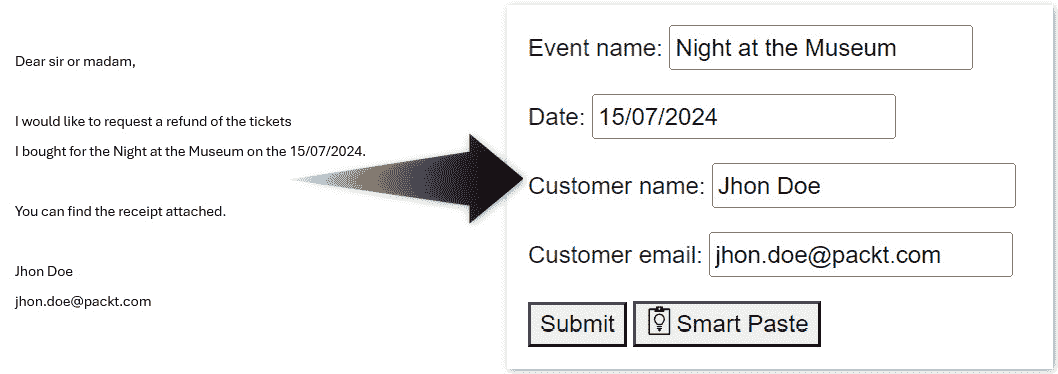 Dear sir or madam,
I would like to request a refund of the tickets
I bought for the Night at the Museum on the 15/07/2024.
You can find the receipt attached.
Jhon Doe
jhon.doe@packt.com
Event name: Night at the Museum
Date: 15/07/2024
Customer name: Jhon Doe
Customer email: jhon.doe@packt.com
Submit Smart Paste